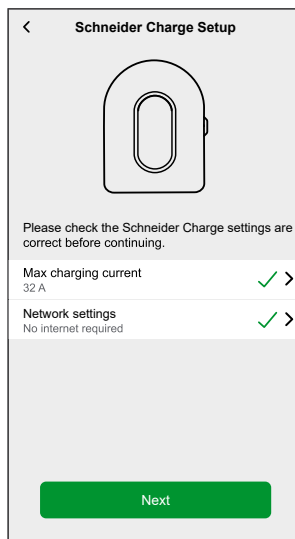 Schneider Charge Setup
Please check the Schneider Charge settings are
correct before continuing.
Max charging current
32 A
Network settings
No internet required
Next